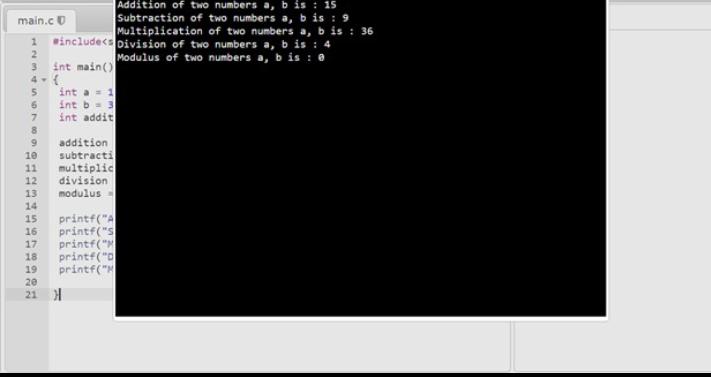 Addition of two numbers a, b is : 15
Subtraction of two numbers a, b is : 9
Multiplication of two numbers a, b is : 36
Division of two numbers a, b is : 4
Modulus of two numbers a, b is : 0
main.c
1 #include<s
2
3 int main()
4 {
5 int a = 1
6 int b = 3
7 int addit
8
9 addition
10 subtracti
11 multiplic
12 division
13 modulus =
14
15 printf("A
16 printf("S
17 printf("M
18 printf("D
19 printf("M
20
21 }